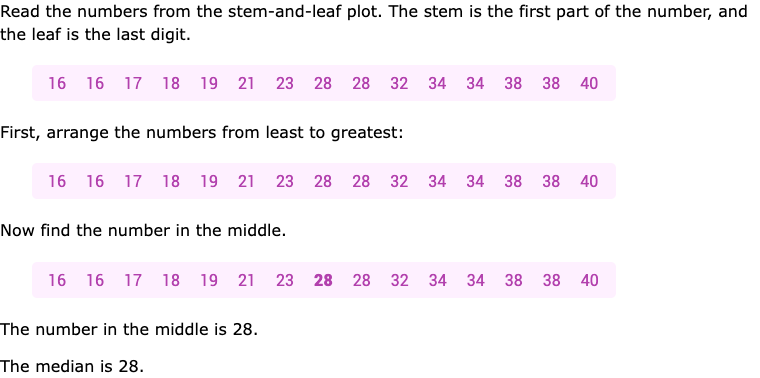 Read the numbers from the stem-and-leaf plot. The stem is the first part of the number, and
the leaf is the last digit.
16 16 17 18 19 21 23 28 28 32 34 34 38 38 40
First, arrange the numbers from least to greatest:
16 16 17 18 19 21 23 28 28 32 34 34 38 38 40
Now find the number in the middle.
16 16 17 18 19 21 23 28 28 32 34 34 38 38 40
The number in the middle is 28.
The median is 28.